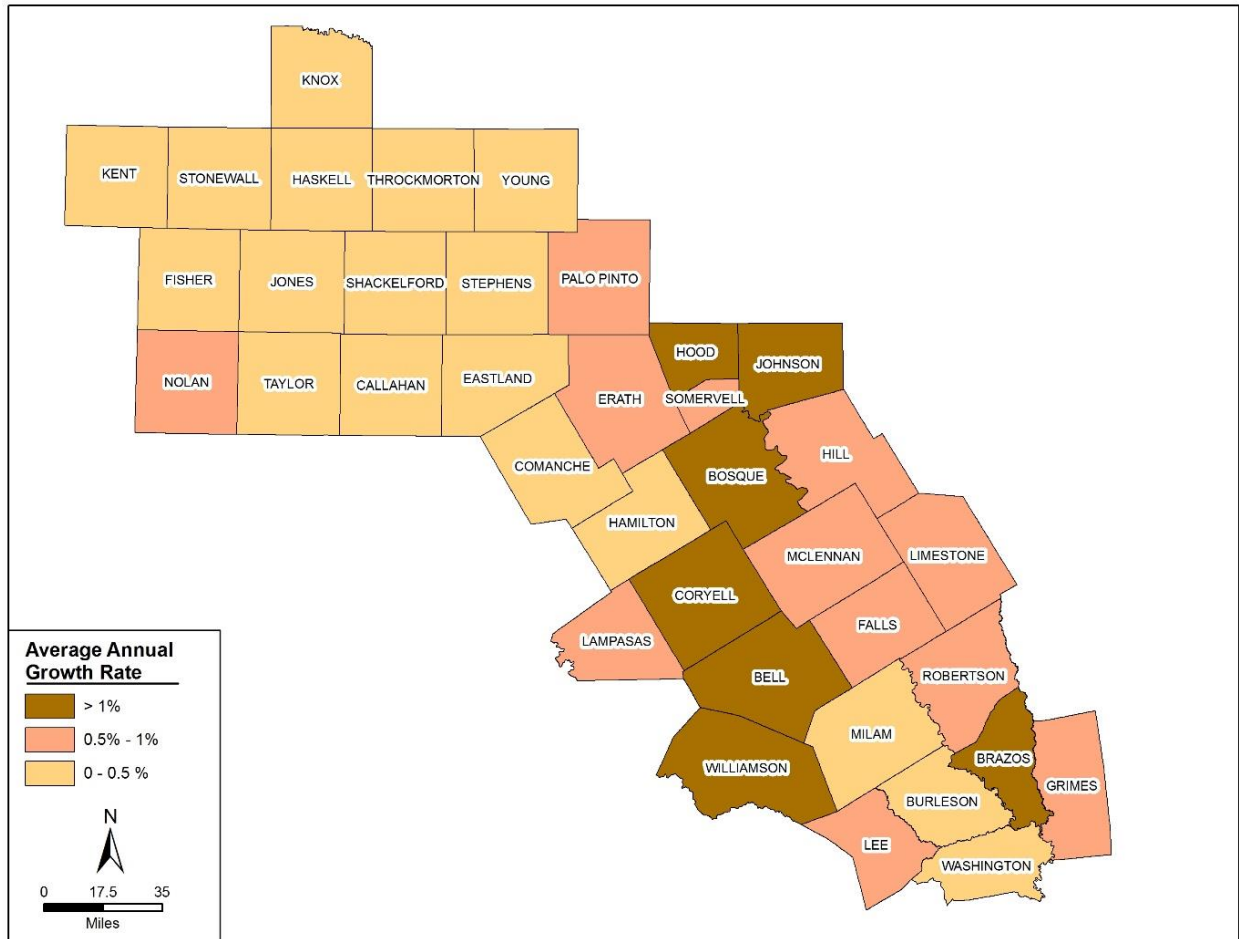 KNOX
KENT
STONEWALL
HASKELL
THROCKMORTON
YOUNG
FISHER
JONES
SHACKELFORD
STEPHENS
PALO PINTO
NOLAN
TAYLOR
CALLAHAN
EASTLAND
ERATH
HOOD
JOHNSON
SOMERVELL
COMANCHE
BOSQUE
HILL
HAMILTON
MCLENNAN
LIMESTONE
CORYELL
FALLS
LAMPASAS
BELL
ROBERTSON
MILAM
WILLIAMSON
BRAZOS
GRIMES
BURLESON
LEE
WASHINGTON
Average Annual
Growth Rate
> 1%
0.5% - 1%
0 - 0.5 %
N
0 17.5 35
Miles